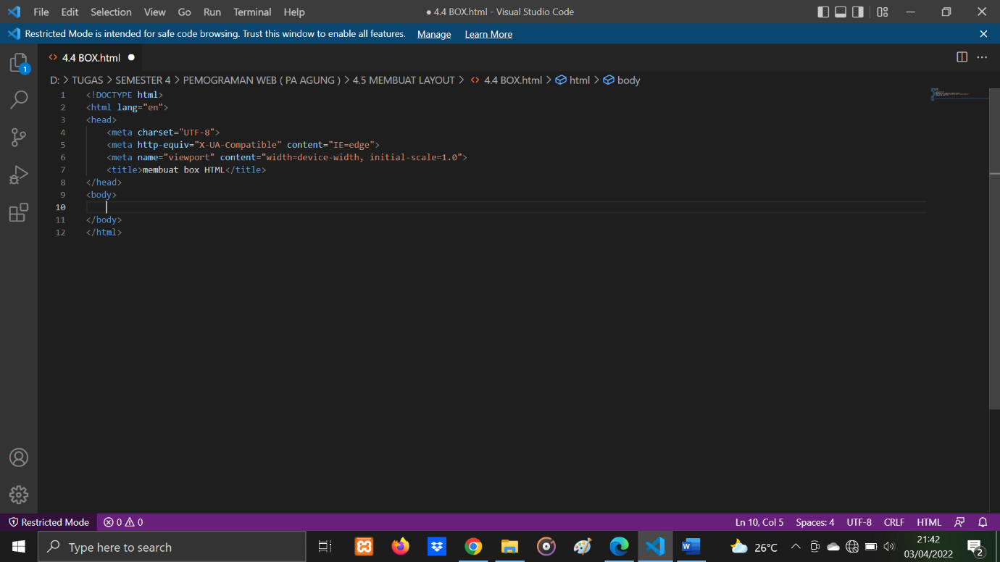 File Edit Selection View Go Run Terminal Help
● 4.4 BOX.html - Visual Studio Code
Restricted Mode is intended for safe code browsing. Trust this window to enable all features. Manage Learn More
1
<> 4.4 BOX.html ●
D: > TUGAS > SEMESTER 4 > PEMOGRAMAN WEB ( PA AGUNG ) > 4.5 MEMBUAT LAYOUT > <> 4.4 BOX.html > html > body
1 <!DOCTYPE html>
2 <html lang="en">
3 <head>
4 <meta charset="UTF-8">
5 <meta http-equiv="X-UA-Compatible" content="IE=edge">
6 <meta name="viewport" content="width=device-width, initial-scale=1.0">
7 <title>membuat box HTML</title>
8 </head>
9 <body>
10
11 </body>
12 </html>
Restricted Mode 0 0 Ln 10, Col 5 Spaces: 4 UTF-8 CRLF HTML
Type here to search
26°C
21:42
03/04/2022
2